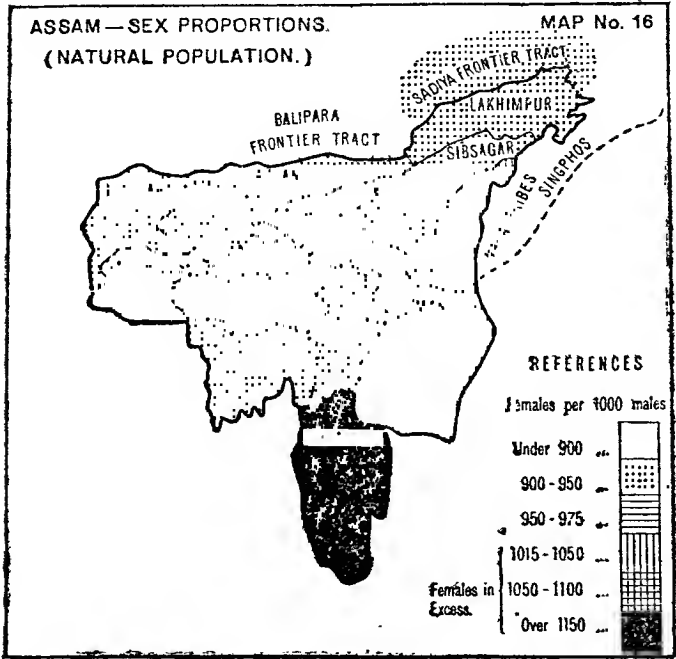 ASSAM — SEX PROPORTIONS.
(NATURAL POPULATION.)
MAP No. 16
SADIYA FRONTIER TRACT
LAKHIMPUR
BALIPARA
FRONTIER TRACT
SIBSAGAR
SINGPHOS
REFERENCES
Females per 1000 males
Under 900 ...
900-950 ...
950-975 ...
1015-1050 ...
Females in
Excess.
1050-1100 ...
Over 1150 ...